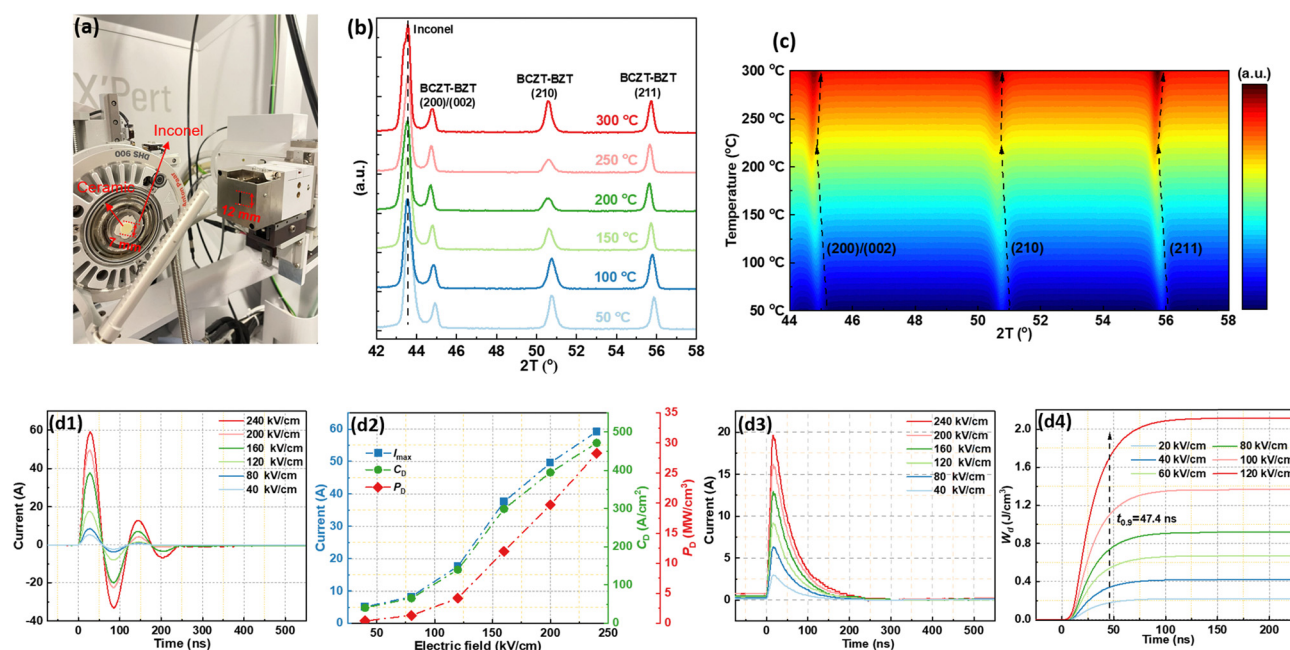 (a)
X'Pert
Inconel
DHS 900
Ceramic
12 mm
(b)
Inconel
BCZT-BZT
(200)/(002)
BCZT-BZT
(210)
BCZT-BZT
(211)
300 °C
250 °C
200 °C
150 °C
100 °C
50 °C
(a.u.)
42 44 46 48 50 52 54 56 58
2T (°)
(c)
(a.u.)
300 °C
250 °C
200 °C
150 °C
100 °C
50 °C
Temperature (°C)
(200)/(002)
(210)
(211)
44 46 48 50 52 54 56 58
2T (°)
(d1)
240 kV/cm
200 kV/cm
160 kV/cm
120 kV/cm
80 kV/cm
40 kV/cm
60
40
20
0
-20
-40
Current (A)
0 100 200 300 400 500
Time (ns)
(d2)
Imax
CD
PD
60
50
40
30
20
10
0
Current (A)
500
400
300
200
100
0
CD (A/cm²)
35
30
25
20
15
10
5
0
PD (MW/cm³)
50 100 150 200 250
Electric field (kV/cm)
(d3)
240 kV/cm
200 kV/cm
160 kV/cm
120 kV/cm
80 kV/cm
40 kV/cm
25
20
15
10
5
0
Current (A)
0 100 200 300 400 500
Time (ns)
(d4)
20 kV/cm
40 kV/cm
60 kV/cm
80 kV/cm
100 kV/cm
120 kV/cm
t0.9=47.4 ns
2.0
1.6
1.2
0.8
0.4
0.0
Wd (J/cm³)
0 50 100 150 200
Time (ns)